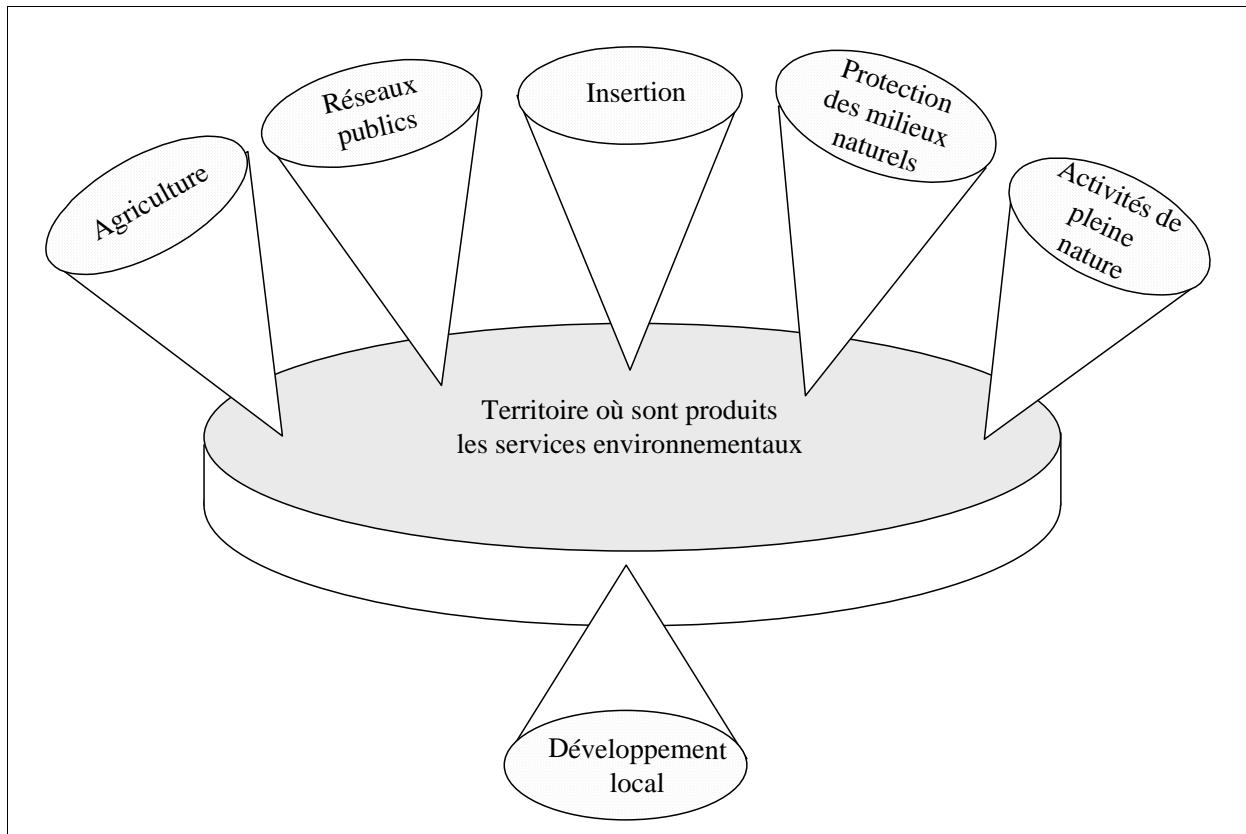 Agriculture
Réseaux
publics
Insertion
Protection
des milieux
naturels
Activités de
pleine
nature
Territoire où sont produits
les services environnementaux
Développement
local